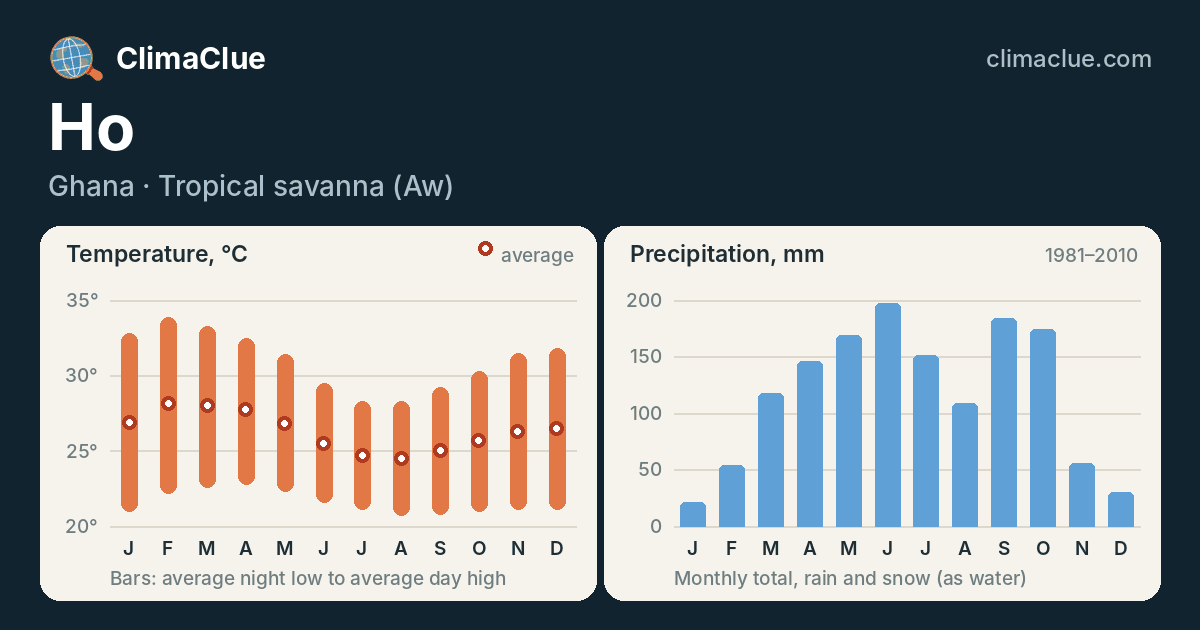 ClimaClue
climaclue.com
Ho
Ghana · Tropical savanna (Aw)
Temperature, °C
average
35°
30°
25°
20°
J F M A M J J A S O N D
Bars: average night low to average day high
Precipitation, mm
1981–2010
200
150
100
50
0
J F M A M J J A S O N D
Monthly total, rain and snow (as water)